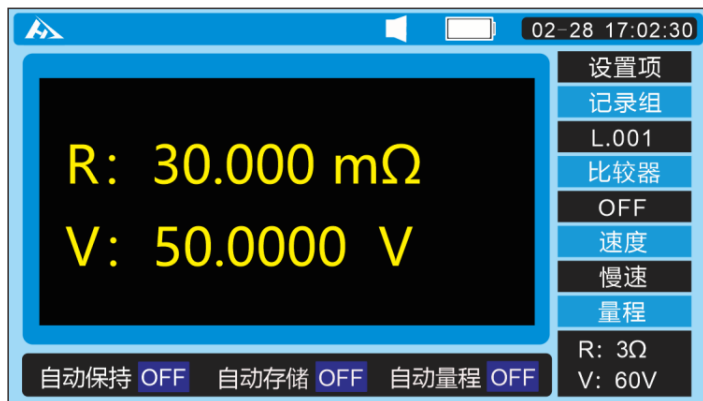 02-28 17:02:30
R: 30.000 mΩ
V: 50.0000 V
设置项
记录组
L.001
比较器
OFF
速度
慢速
量程
R: 3Ω
V: 60V
自动保持 OFF 自动存储 OFF 自动量程 OFF